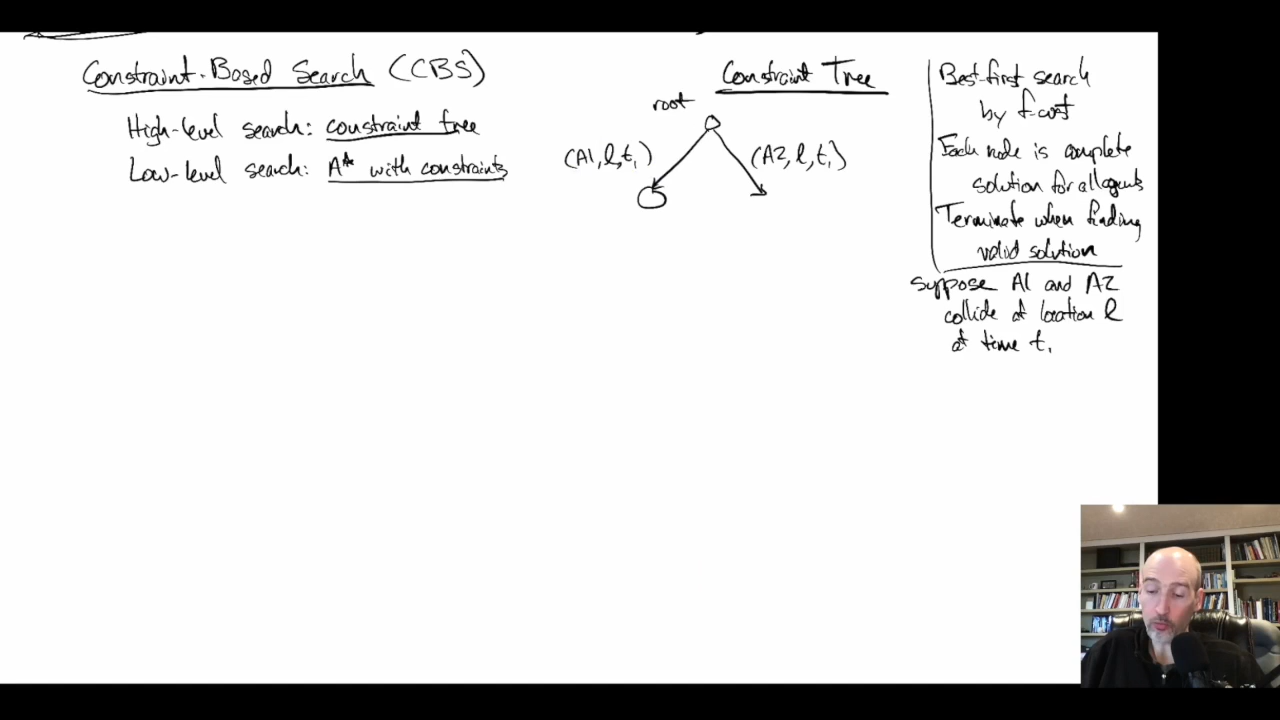 Constraint-Based Search (CBS)
High-level search: constraint tree
Low-level search: A* with constraints
Constraint Tree
root
(A1, l, t₁)
(A2, l, t₁)
Best-first search
by f-cost
Each node is complete
solution for all agents
Terminate when finding
valid solution
suppose A1 and A2
collide at location l
at time t₁